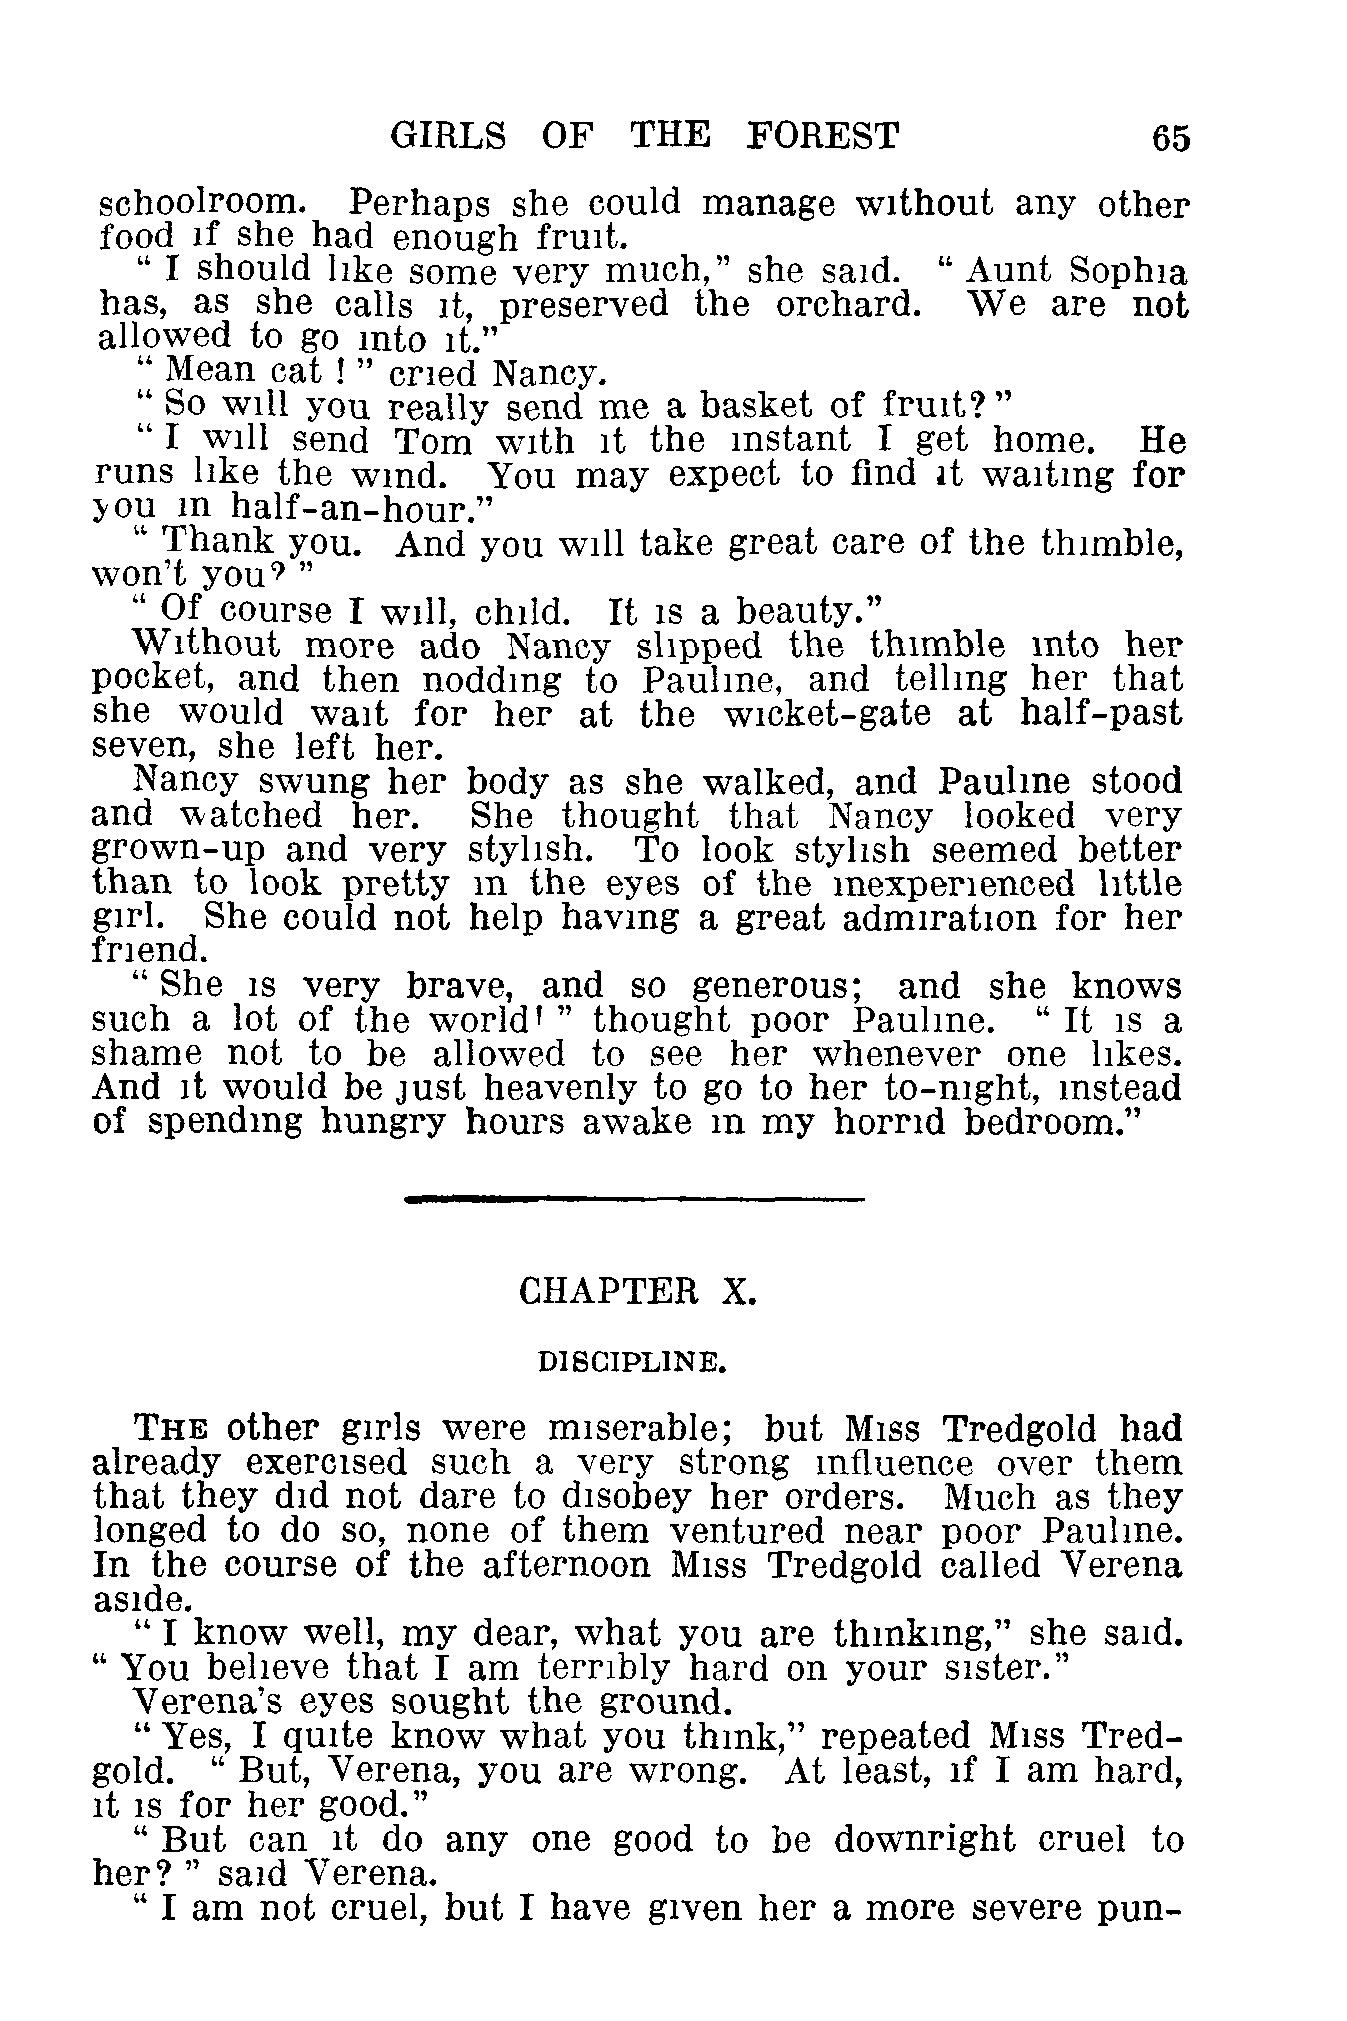 GIRLS OF THE FOREST 65
schoolroom. Perhaps she could manage without any other
food if she had enough fruit.
“ I should like some very much,” she said. “ Aunt Sophia
has, as she calls it, preserved the orchard. We are not
allowed to go into it.”
“ Mean cat ! ” cried Nancy.
“ So will you really send me a basket of fruit? ”
“ I will send Tom with it the instant I get home. He
runs like the wind. You may expect to find it waiting for
you in half-an-hour.”
“ Thank you. And you will take great care of the thimble,
won’t you? ”
“ Of course I will, child. It is a beauty.”
Without more ado Nancy slipped the thimble into her
pocket, and then nodding to Pauline, and telling her that
she would wait for her at the wicket-gate at half-past
seven, she left her.
Nancy swung her body as she walked, and Pauline stood
and watched her. She thought that Nancy looked very
grown-up and very stylish. To look stylish seemed better
than to look pretty in the eyes of the inexperienced little
girl. She could not help having a great admiration for her
friend.
“ She is very brave, and so generous; and she knows
such a lot of the world! ” thought poor Pauline. “ It is a
shame not to be allowed to see her whenever one likes.
And it would be just heavenly to go to her to-night, instead
of spending hungry hours awake in my horrid bedroom.”
CHAPTER X.
DISCIPLINE.
THE other girls were miserable; but Miss Tredgold had
already exercised such a very strong influence over them
that they did not dare to disobey her orders. Much as they
longed to do so, none of them ventured near poor Pauline.
In the course of the afternoon Miss Tredgold called Verena
aside.
“ I know well, my dear, what you are thinking,” she said.
“ You believe that I am terribly hard on your sister.”
Verena’s eyes sought the ground.
“ Yes, I quite know what you think,” repeated Miss Tred-
gold. “ But, Verena, you are wrong. At least, if I am hard,
it is for her good.”
“ But can it do any one good to be downright cruel to
her? ” said Verena.
“ I am not cruel, but I have given her a more severe pun-